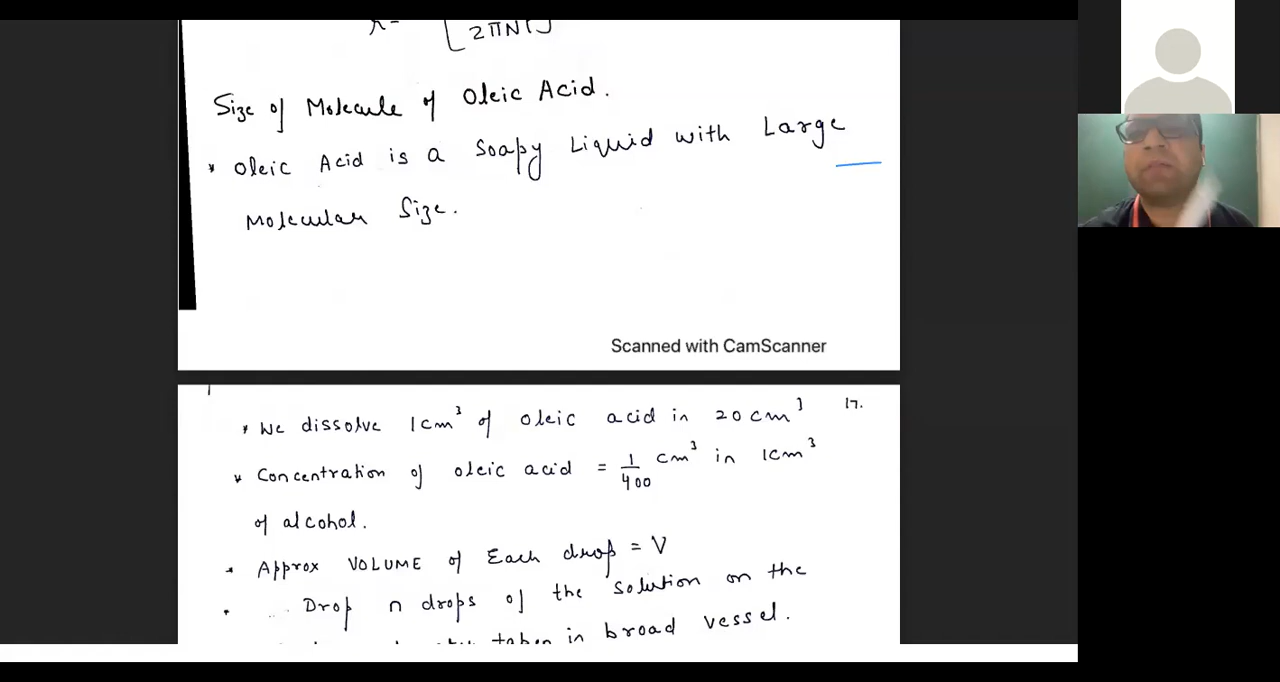 λ= [2πN
Size of Molecule of Oleic Acid.
* Oleic Acid is a Soapy Liquid with Large
Molecular Size.
Scanned with CamScanner
17.
* We dissolve 1cm³ of oleic acid in 20cm³
* Concentration of oleic acid = 1/400 cm³ in 1cm³
of alcohol.
* Approx VOLUME of Each drop = V
• Drop n drops of the solution on the
taken in broad vessel.